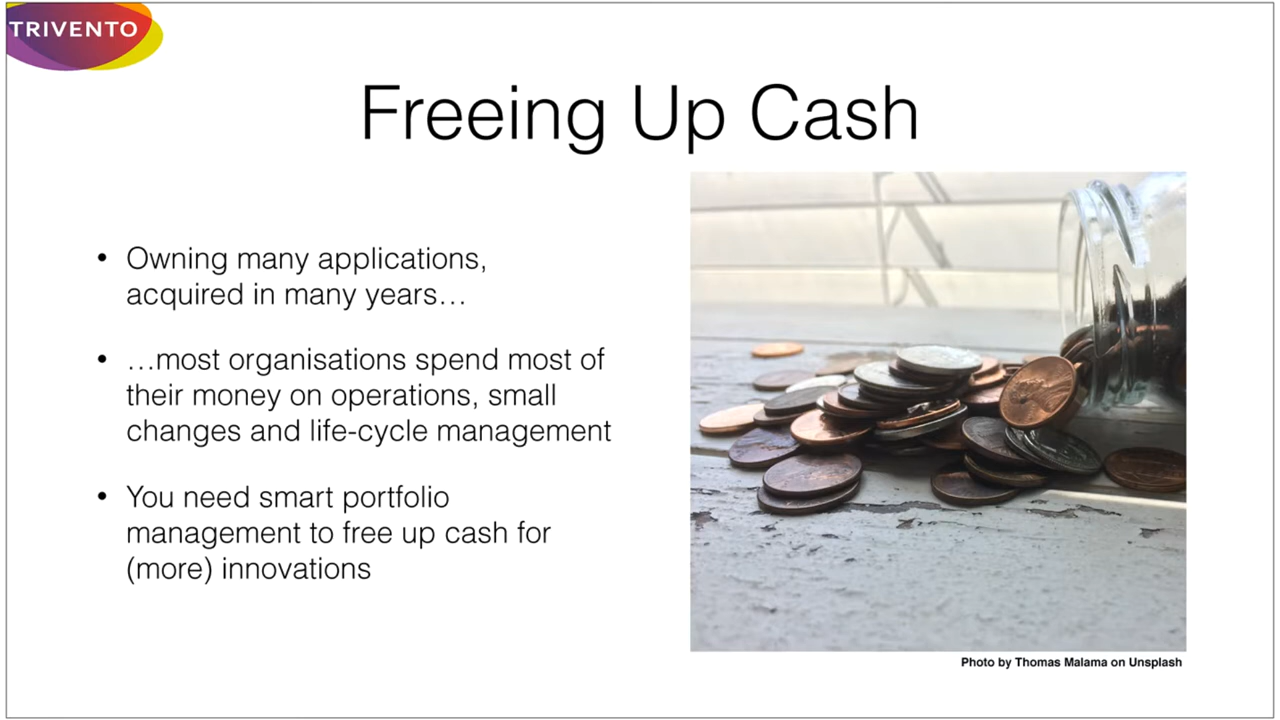 TRIVENTO
Freeing Up Cash
• Owning many applications,
acquired in many years…
• …most organisations spend most of
their money on operations, small
changes and life-cycle management
• You need smart portfolio
management to free up cash for
(more) innovations
Photo by Thomas Malama on Unsplash